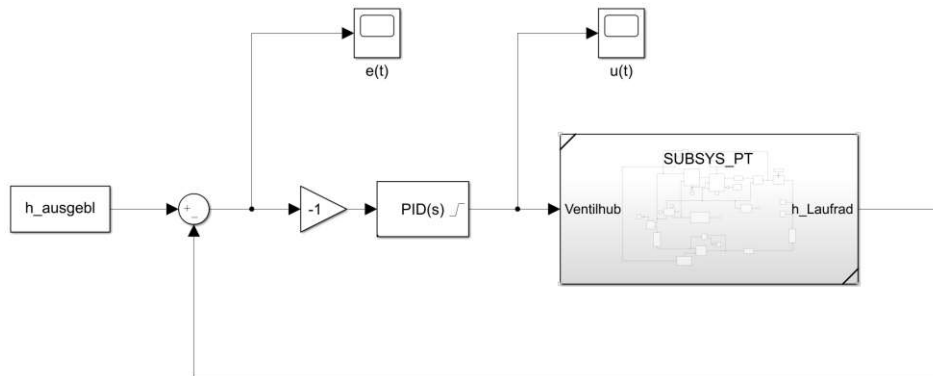 e(t)
u(t)
SUBSYS_PT
h_ausgebl
+
−
-1
PID(s)
Ventilhub
h_Laufrad